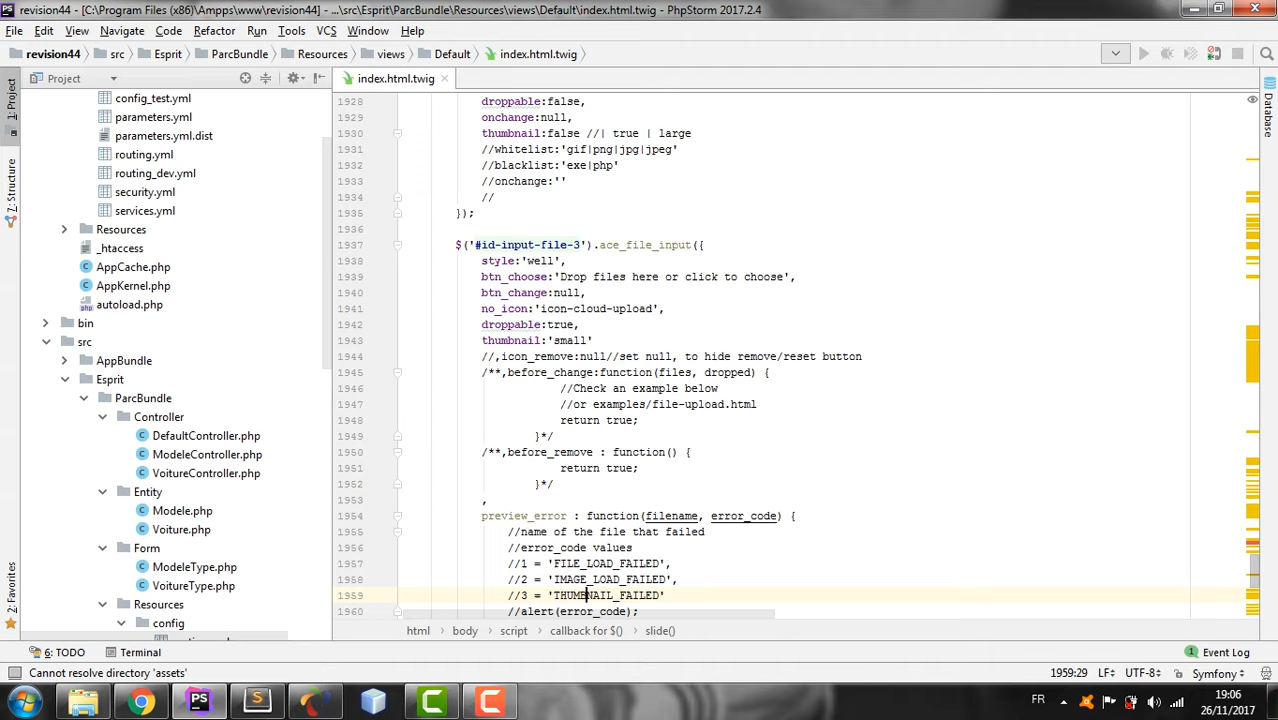 revision44 - [C:\Program Files (x86)\Ampps\www\revision44] - ...\src\Esprit\ParcBundle\Resources\views\Default\index.html.twig - PhpStorm 2017.2.4
File Edit View Navigate Code Refactor Run Tools VCS Window Help
revision44 src Esprit ParcBundle Resources views Default index.html.twig
Project
index.html.twig
1: Project
7: Structure
2: Favorites
Database
config_test.yml
parameters.yml
parameters.yml.dist
routing.yml
routing_dev.yml
security.yml
services.yml
Resources
_htaccess
AppCache.php
AppKernel.php
autoload.php
bin
src
AppBundle
Esprit
ParcBundle
Controller
DefaultController.php
ModeleController.php
VoitureController.php
Entity
Modele.php
Voiture.php
Form
ModeleType.php
VoitureType.php
Resources
config
1928 droppable:false,
1929 onchange:null,
1930 thumbnail:false //| true | large
1931 //whitelist:'gif|png|jpg|jpeg'
1932 //blacklist:'exe|php'
1933 //onchange:''
1934 //
1935 });
1936
1937 $('#id-input-file-3').ace_file_input({
1938 style:'well',
1939 btn_choose:'Drop files here or click to choose',
1940 btn_change:null,
1941 no_icon:'icon-cloud-upload',
1942 droppable:true,
1943 thumbnail:'small'
1944 //,icon_remove:null//set null, to hide remove/reset button
1945 /**,before_change:function(files, dropped) {
1946 //Check an example below
1947 //or examples/file-upload.html
1948 return true;
1949 }*/
1950 /**,before_remove : function() {
1951 return true;
1952 }*/
1953 ,
1954 preview_error : function(filename, error_code) {
1955 //name of the file that failed
1956 //error_code values
1957 //1 = 'FILE_LOAD_FAILED',
1958 //2 = 'IMAGE_LOAD_FAILED',
1959 //3 = 'THUMBNAIL_FAILED'
1960 //alert(error_code);
html body script callback for $() slide()
6: TODO Terminal 1 Event Log
Cannot resolve directory 'assets' 1959:29 LF÷ UTF-8÷ Symfony÷
PS S FR 19:06
26/11/2017